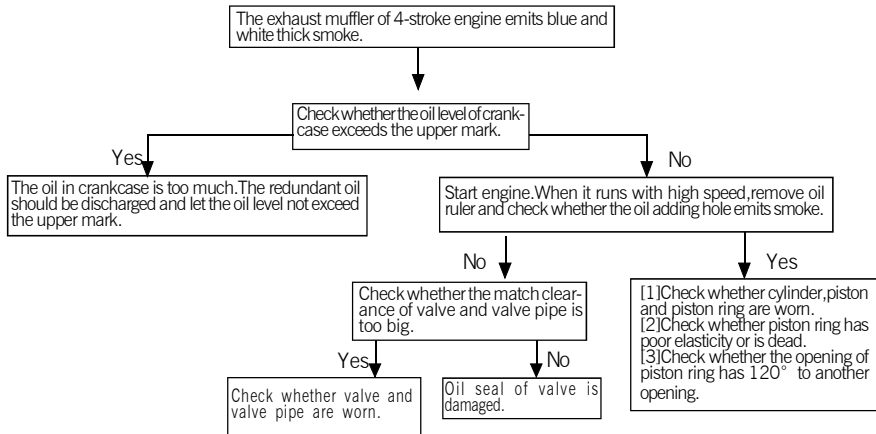 The exhaust muffler of 4-stroke engine emits blue and
white thick smoke.
Check whether the oil level of crank-
case exceeds the upper mark.
Yes
No
The oil in crankcase is too much.The redundant oil
should be discharged and let the oil level not exceed
the upper mark.
Start engine.When it runs with high speed,remove oil
ruler and check whether the oil adding hole emits smoke.
No
Yes
Check whether the match clear-
ance of valve and valve pipe is
too big.
[1]Check whether cylinder,piston
and piston ring are worn.
[2]Check whether piston ring has
poor elasticity or is dead.
[3]Check whether the opening of
piston ring has 120° to another
opening.
Yes
No
Check whether valve and
valve pipe are worn.
Oil seal of valve is
damaged.